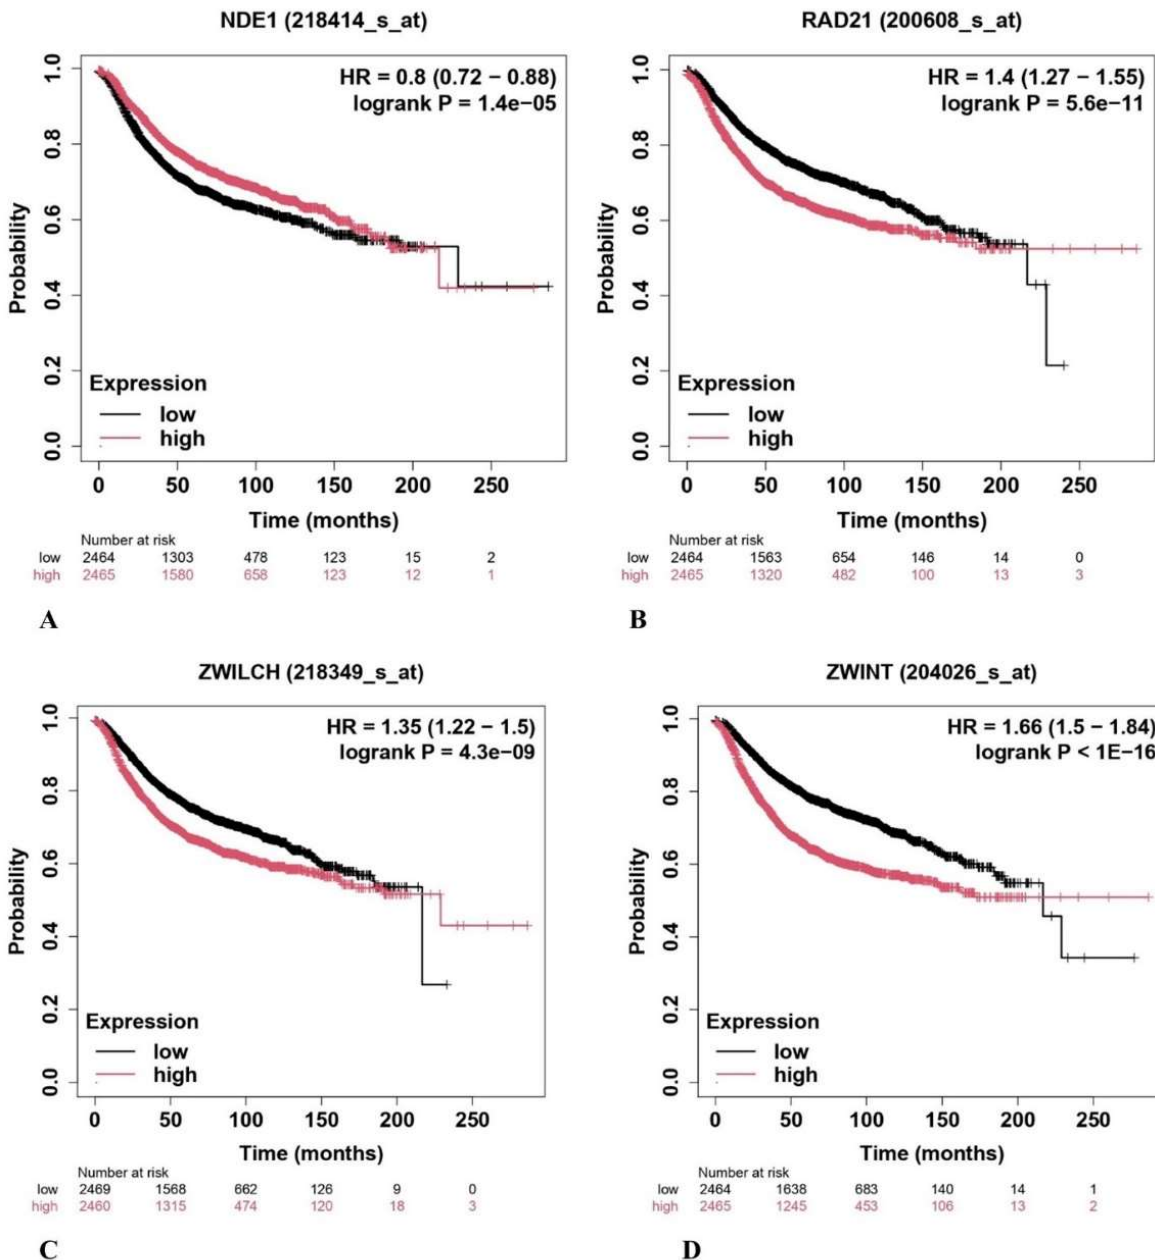 NDE1 (218414_s_at)
HR = 0.8 (0.72 − 0.88)
logrank P = 1.4e−05
Probability
1.0
0.8
0.6
0.4
0.2
0.0
Expression
low
high
0 50 100 150 200 250
Time (months)
Number at risk
low 2464 1303 478 123 15 2
high 2465 1580 658 123 12 1
A
RAD21 (200608_s_at)
HR = 1.4 (1.27 − 1.55)
logrank P = 5.6e−11
Probability
1.0
0.8
0.6
0.4
0.2
0.0
Expression
low
high
0 50 100 150 200 250
Time (months)
Number at risk
low 2464 1563 654 146 14 0
high 2465 1320 482 100 13 3
B
ZWILCH (218349_s_at)
HR = 1.35 (1.22 − 1.5)
logrank P = 4.3e−09
Probability
1.0
0.8
0.6
0.4
0.2
0.0
Expression
low
high
0 50 100 150 200 250
Time (months)
Number at risk
low 2469 1568 662 126 9 0
high 2460 1315 474 120 18 3
C
ZWINT (204026_s_at)
HR = 1.66 (1.5 − 1.84)
logrank P < 1E−16
Probability
1.0
0.8
0.6
0.4
0.2
0.0
Expression
low
high
0 50 100 150 200 250
Time (months)
Number at risk
low 2464 1638 683 140 14 1
high 2465 1245 453 106 13 2
D